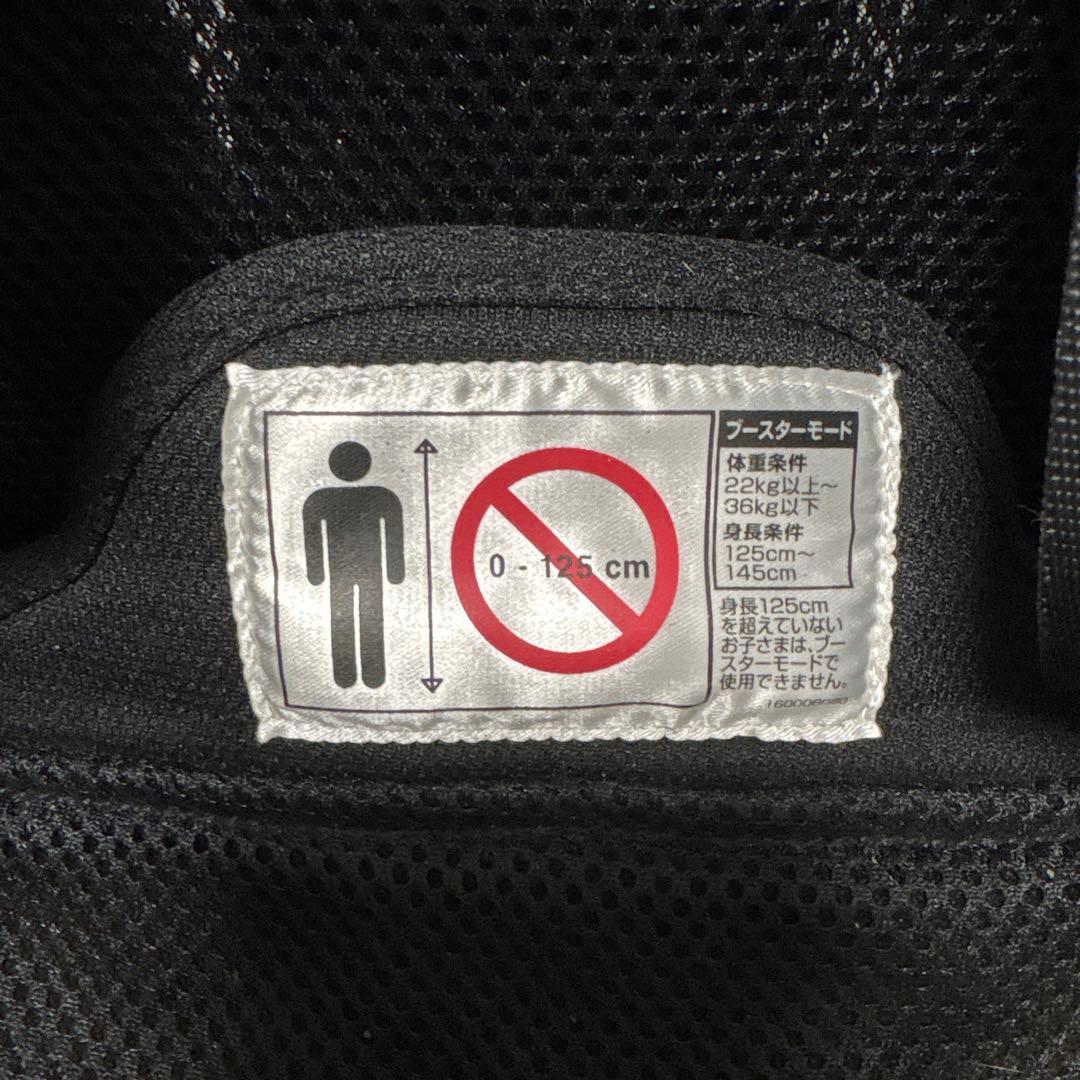 0 - 125 cm
ブースターモード
体重条件
22kg以上～
36kg以下
身長条件
125cm～
145cm
身長125cm
を超えていない
お子さまは、ブー
スターモードで
使用できません。